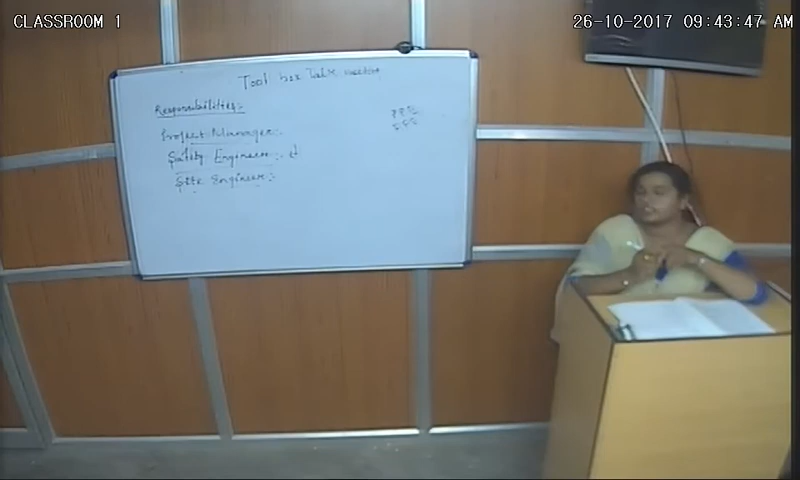 CLASSROOM 1
26-10-2017 09:43:47 AM
Tool box Talk meeting
Responsibilities:-
Project Manager:-
Safety Engineer:-
Site Engineer:-